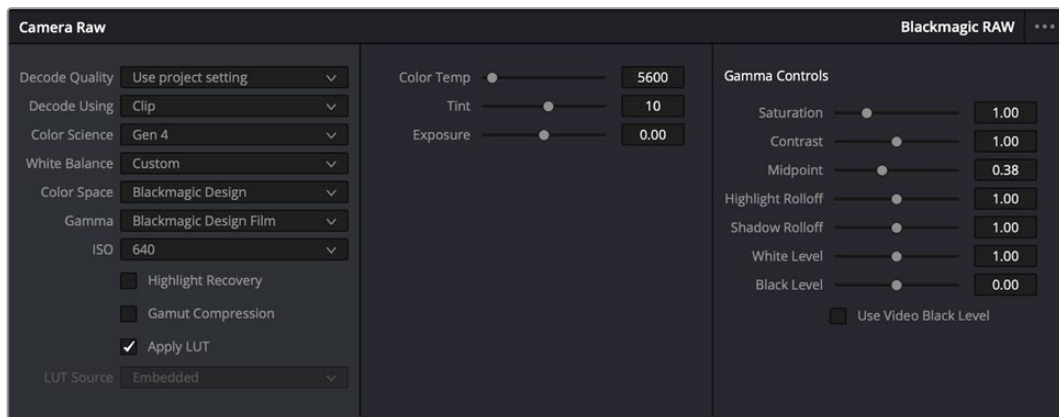 Camera Raw
Blackmagic RAW
Decode Quality Use project setting
Decode Using Clip
Color Science Gen 4
White Balance Custom
Color Space Blackmagic Design
Gamma Blackmagic Design Film
ISO 640
Highlight Recovery
Gamut Compression
Apply LUT
LUT Source Embedded
Color Temp 5600
Tint 10
Exposure 0.00
Gamma Controls
Saturation 1.00
Contrast 1.00
Midpoint 0.38
Highlight Rolloff 1.00
Shadow Rolloff 1.00
White Level 1.00
Black Level 0.00
Use Video Black Level